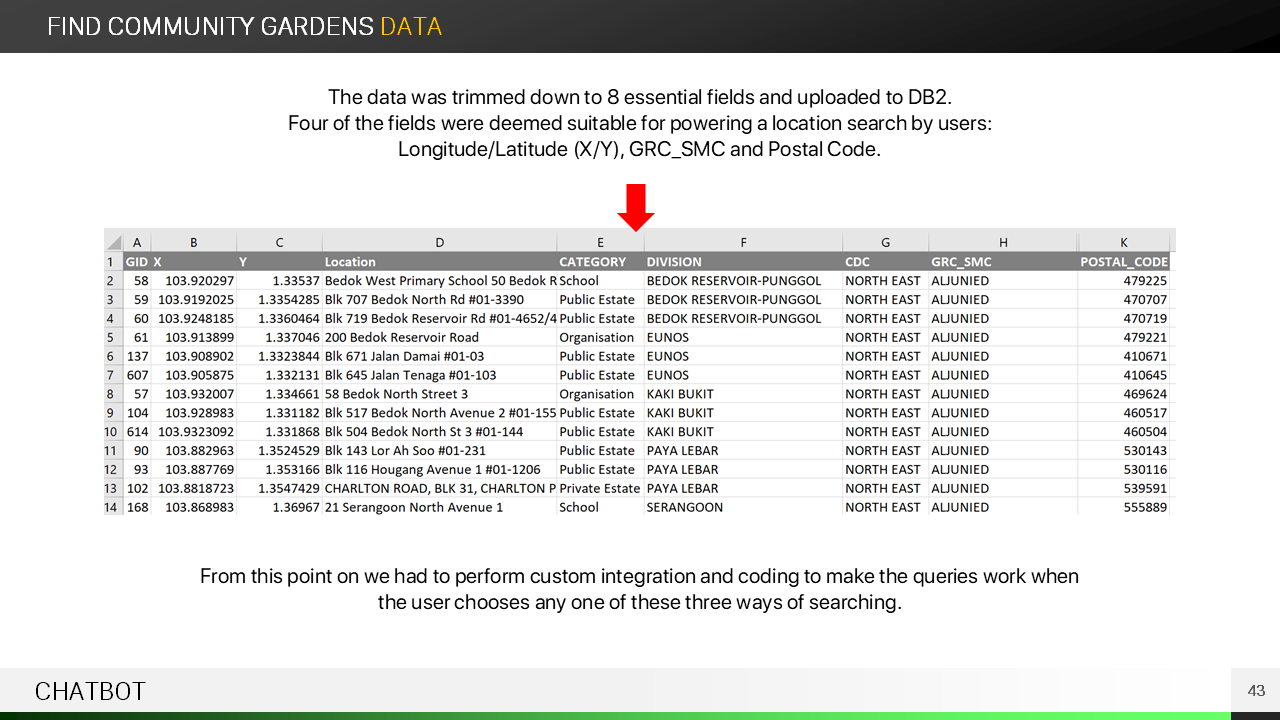 FIND COMMUNITY GARDENS DATA
The data was trimmed down to 8 essential fields and uploaded to DB2.
Four of the fields were deemed suitable for powering a location search by users:
Longitude/Latitude (X/Y), GRC_SMC and Postal Code.
A B C D E F G H K
1 GID X Y Location CATEGORY DIVISION CDC GRC_SMC POSTAL_CODE
2 58 103.920297 1.33537 Bedok West Primary School 50 Bedok R School BEDOK RESERVOIR-PUNGGOL NORTH EAST ALJUNIED 479225
3 59 103.9192025 1.3354285 Blk 707 Bedok North Rd #01-3390 Public Estate BEDOK RESERVOIR-PUNGGOL NORTH EAST ALJUNIED 470707
4 60 103.9248185 1.3360464 Blk 719 Bedok Reservoir Rd #01-4652/4 Public Estate BEDOK RESERVOIR-PUNGGOL NORTH EAST ALJUNIED 470719
5 61 103.913899 1.337046 200 Bedok Reservoir Road Organisation EUNOS NORTH EAST ALJUNIED 479221
6 137 103.908902 1.3323844 Blk 671 Jalan Damai #01-03 Public Estate EUNOS NORTH EAST ALJUNIED 410671
7 607 103.905875 1.332131 Blk 645 Jalan Tenaga #01-103 Public Estate EUNOS NORTH EAST ALJUNIED 410645
8 57 103.932007 1.334661 58 Bedok North Street 3 Organisation KAKI BUKIT NORTH EAST ALJUNIED 469624
9 104 103.928983 1.331182 Blk 517 Bedok North Avenue 2 #01-155 Public Estate KAKI BUKIT NORTH EAST ALJUNIED 460517
10 614 103.9323092 1.331868 Blk 504 Bedok North St 3 #01-144 Public Estate KAKI BUKIT NORTH EAST ALJUNIED 460504
11 90 103.882963 1.3524529 Blk 143 Lor Ah Soo #01-231 Public Estate PAYA LEBAR NORTH EAST ALJUNIED 530143
12 93 103.887769 1.353166 Blk 116 Hougang Avenue 1 #01-1206 Public Estate PAYA LEBAR NORTH EAST ALJUNIED 530116
13 102 103.8818723 1.3547429 CHARLTON ROAD, BLK 31, CHARLTON P Private Estate PAYA LEBAR NORTH EAST ALJUNIED 539591
14 168 103.868983 1.36967 21 Serangoon North Avenue 1 School SERANGOON NORTH EAST ALJUNIED 555889
From this point on we had to perform custom integration and coding to make the queries work when
the user chooses any one of these three ways of searching.
CHATBOT
43